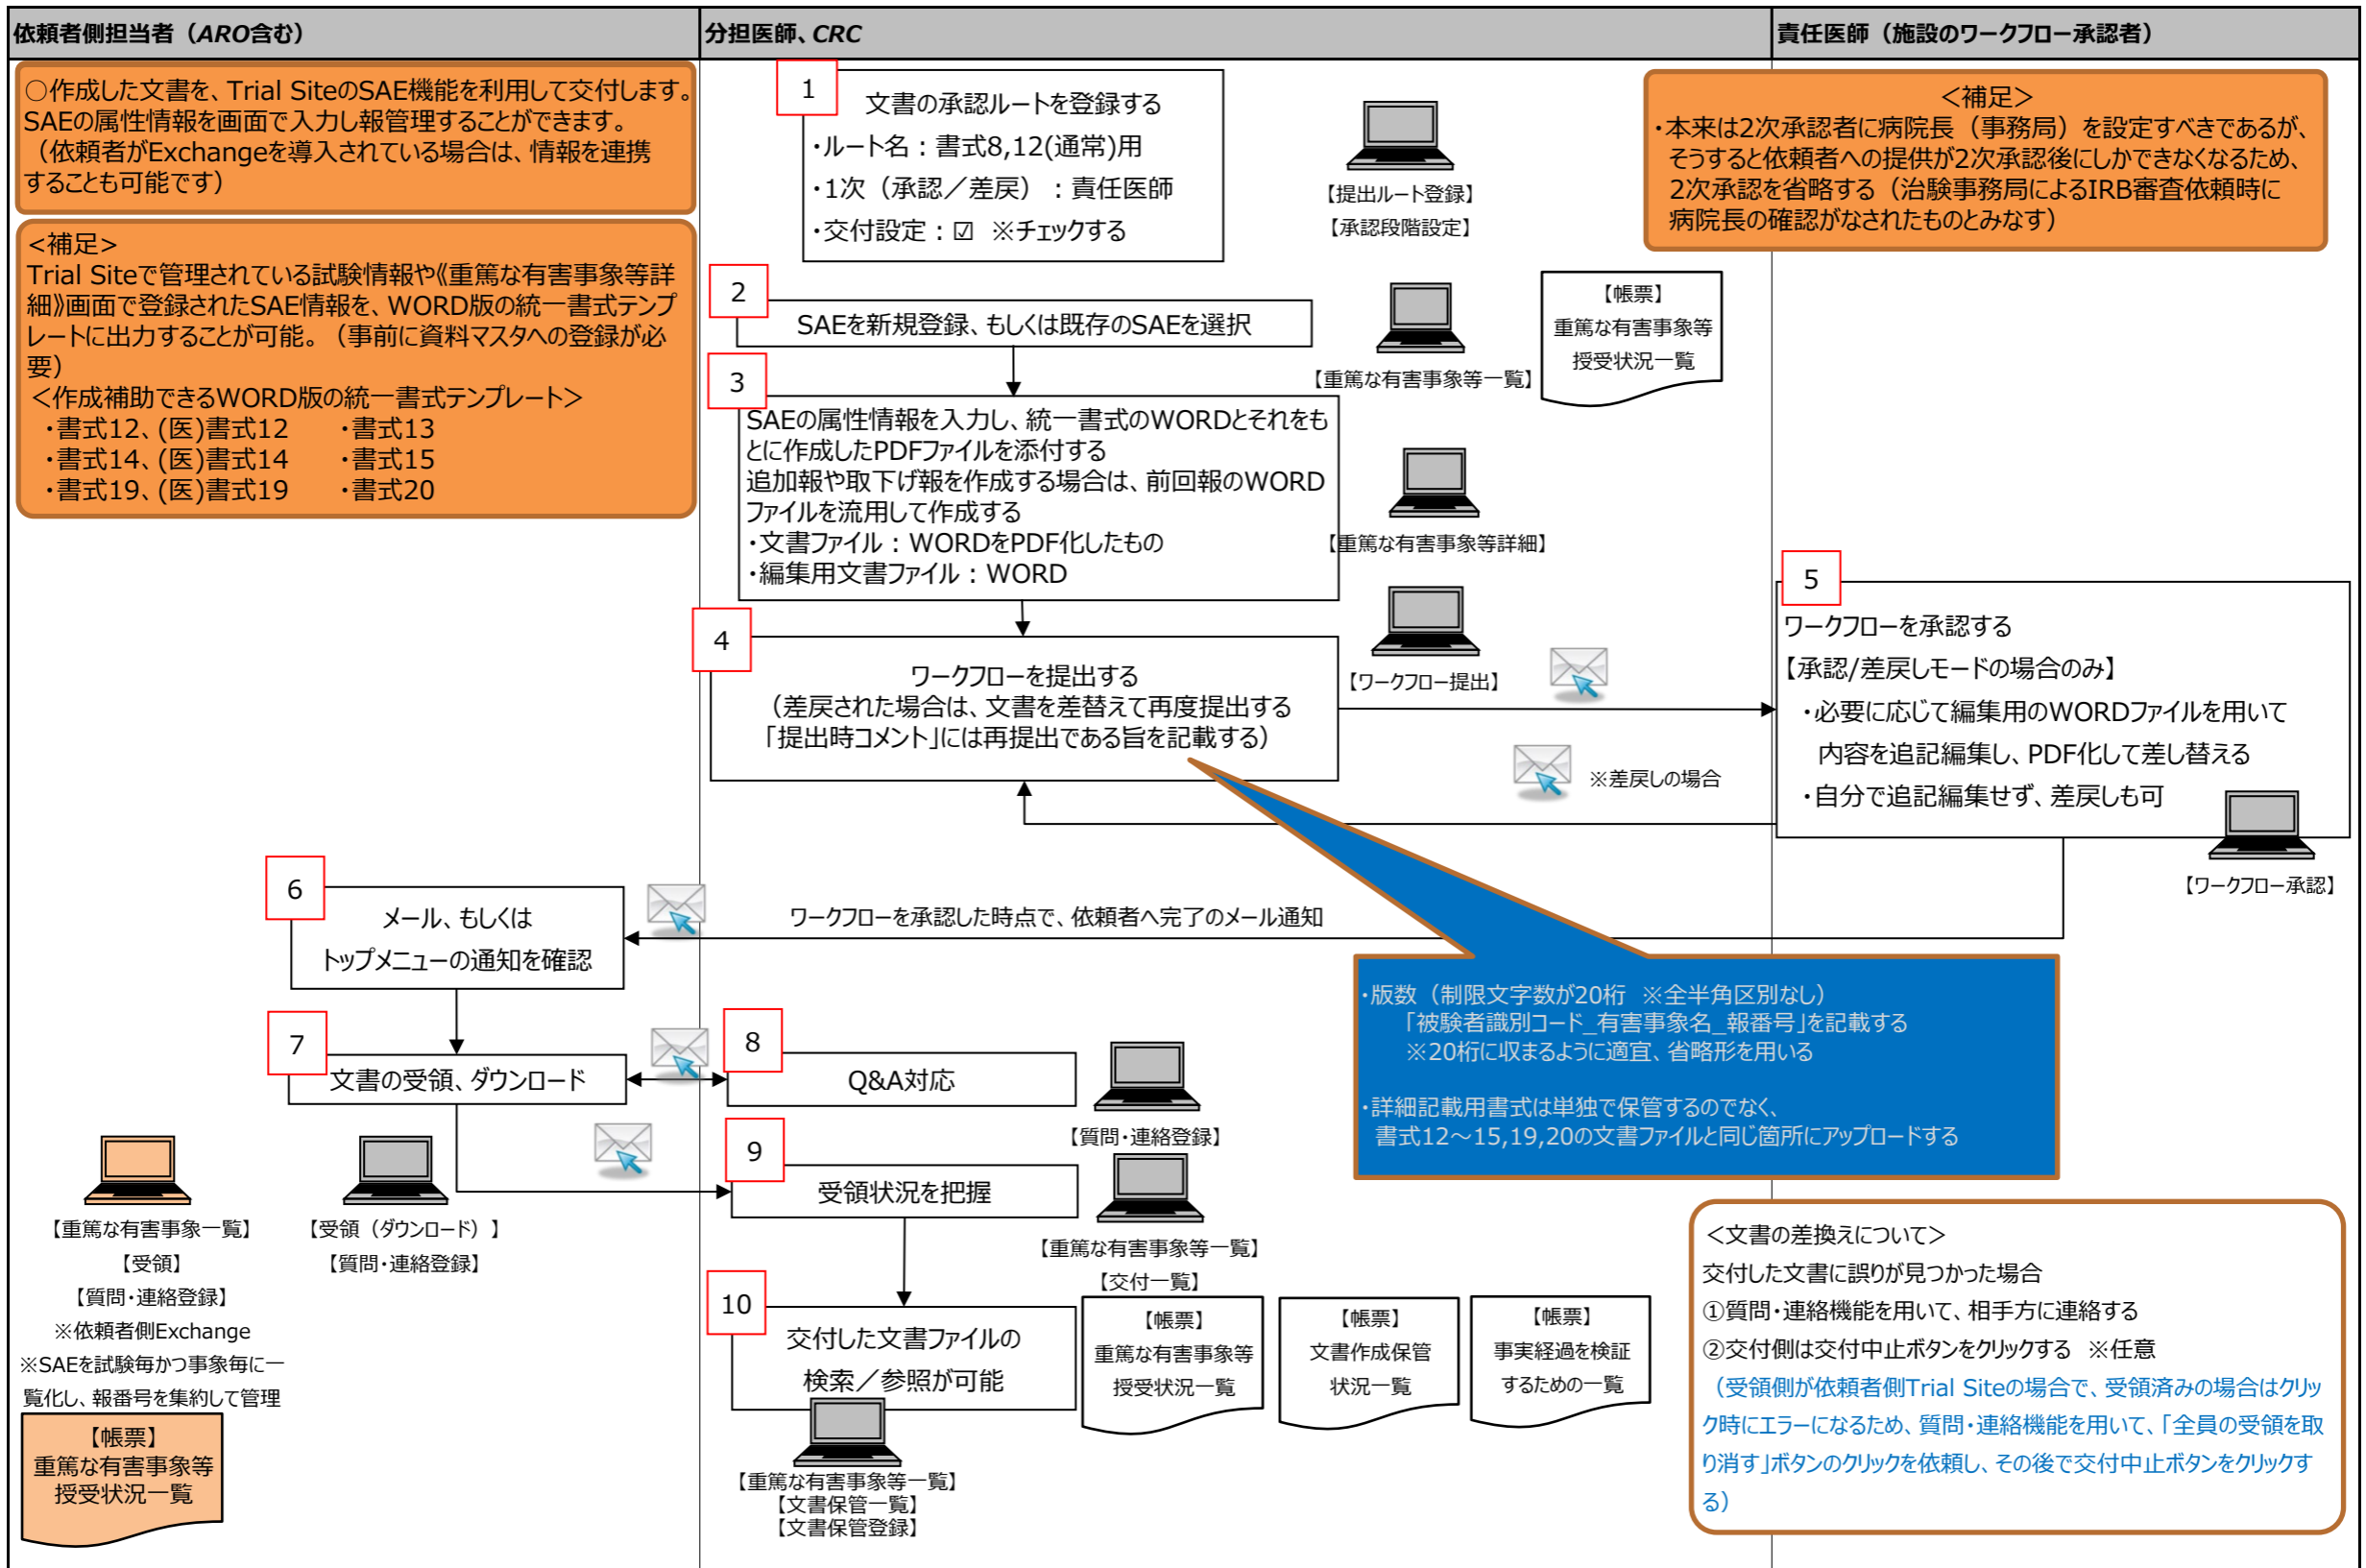 依頼者側担当者（ARO含む）
分担医師、CRC
責任医師（施設のワークフロー承認者）
○作成した文書を、Trial SiteのSAE機能を利用して交付します。
SAEの属性情報を画面で入力し報管理することができます。
（依頼者がExchangeを導入されている場合は、情報を連携
することも可能です）
<補足>
Trial Siteで管理されている試験情報や《重篤な有害事象等詳
細》画面で登録されたSAE情報を、WORD版の統一書式テンプ
レートに出力することが可能。（事前に資料マスタへの登録が必
要）
＜作成補助できるWORD版の統一書式テンプレート＞
・書式12、(医)書式12　・書式13
・書式14、(医)書式14　・書式15
・書式19、(医)書式19　・書式20
1
文書の承認ルートを登録する
・ルート名：書式8,12(通常)用
・1次（承認／差戻）：責任医師
・交付設定：☑ ※チェックする
【提出ルート登録】
【承認段階設定】
＜補足＞
・本来は2次承認者に病院長（事務局）を設定すべきであるが、
そうすると依頼者への提供が2次承認後にしかできなくなるため、
2次承認を省略する（治験事務局によるIRB審査依頼時に
病院長の確認がなされたものとみなす）
2
SAEを新規登録、もしくは既存のSAEを選択
【重篤な有害事象等一覧】
【帳票】
重篤な有害事象等
授受状況一覧
3
SAEの属性情報を入力し、統一書式のWORDとそれをも
とに作成したPDFファイルを添付する
追加報や取下げ報を作成する場合は、前回報のWORD
ファイルを流用して作成する
・文書ファイル：WORDをPDF化したもの
・編集用文書ファイル：WORD
【重篤な有害事象等詳細】
4
ワークフローを提出する
（差戻された場合は、文書を差替えて再度提出する
「提出時コメント」には再提出である旨を記載する）
【ワークフロー提出】
5
ワークフローを承認する
【承認/差戻しモードの場合のみ】
・必要に応じて編集用のWORDファイルを用いて
内容を追記編集し、PDF化して差し替える
・自分で追記編集せず、差戻しも可
※差戻しの場合
【ワークフロー承認】
6
メール、もしくは
トップメニューの通知を確認
ワークフローを承認した時点で、依頼者へ完了のメール通知
・版数（制限文字数が20桁 ※全半角区別なし）
「被験者識別コード_有害事象名_報番号」を記載する
※20桁に収まるように適宜、省略形を用いる
・詳細記載用書式は単独で保管するのでなく、
書式12～15,19,20の文書ファイルと同じ箇所にアップロードする
7
文書の受領、ダウンロード
8
Q&A対応
【質問・連絡登録】
9
受領状況を把握
【重篤な有害事象等一覧】
【交付一覧】
【重篤な有害事象一覧】
【受領】
【質問・連絡登録】
※依頼者側Exchange
※SAEを試験毎かつ事象毎に一
覧化し、報番号を集約して管理
【帳票】
重篤な有害事象等
授受状況一覧
【受領（ダウンロード）】
【質問・連絡登録】
10
交付した文書ファイルの
検索／参照が可能
【重篤な有害事象等一覧】
【文書保管一覧】
【文書保管登録】
【帳票】
重篤な有害事象等
授受状況一覧
【帳票】
文書作成保管
状況一覧
【帳票】
事実経過を検証
するための一覧
＜文書の差換えについて＞
交付した文書に誤りが見つかった場合
①質問・連絡機能を用いて、相手方に連絡する
②交付側は交付中止ボタンをクリックする ※任意
（受領側が依頼者側Trial Siteの場合で、受領済みの場合はクリッ
ク時にエラーになるため、質問・連絡機能を用いて、「全員の受領を取
り消す」ボタンのクリックを依頼し、その後で交付中止ボタンをクリックす
る）